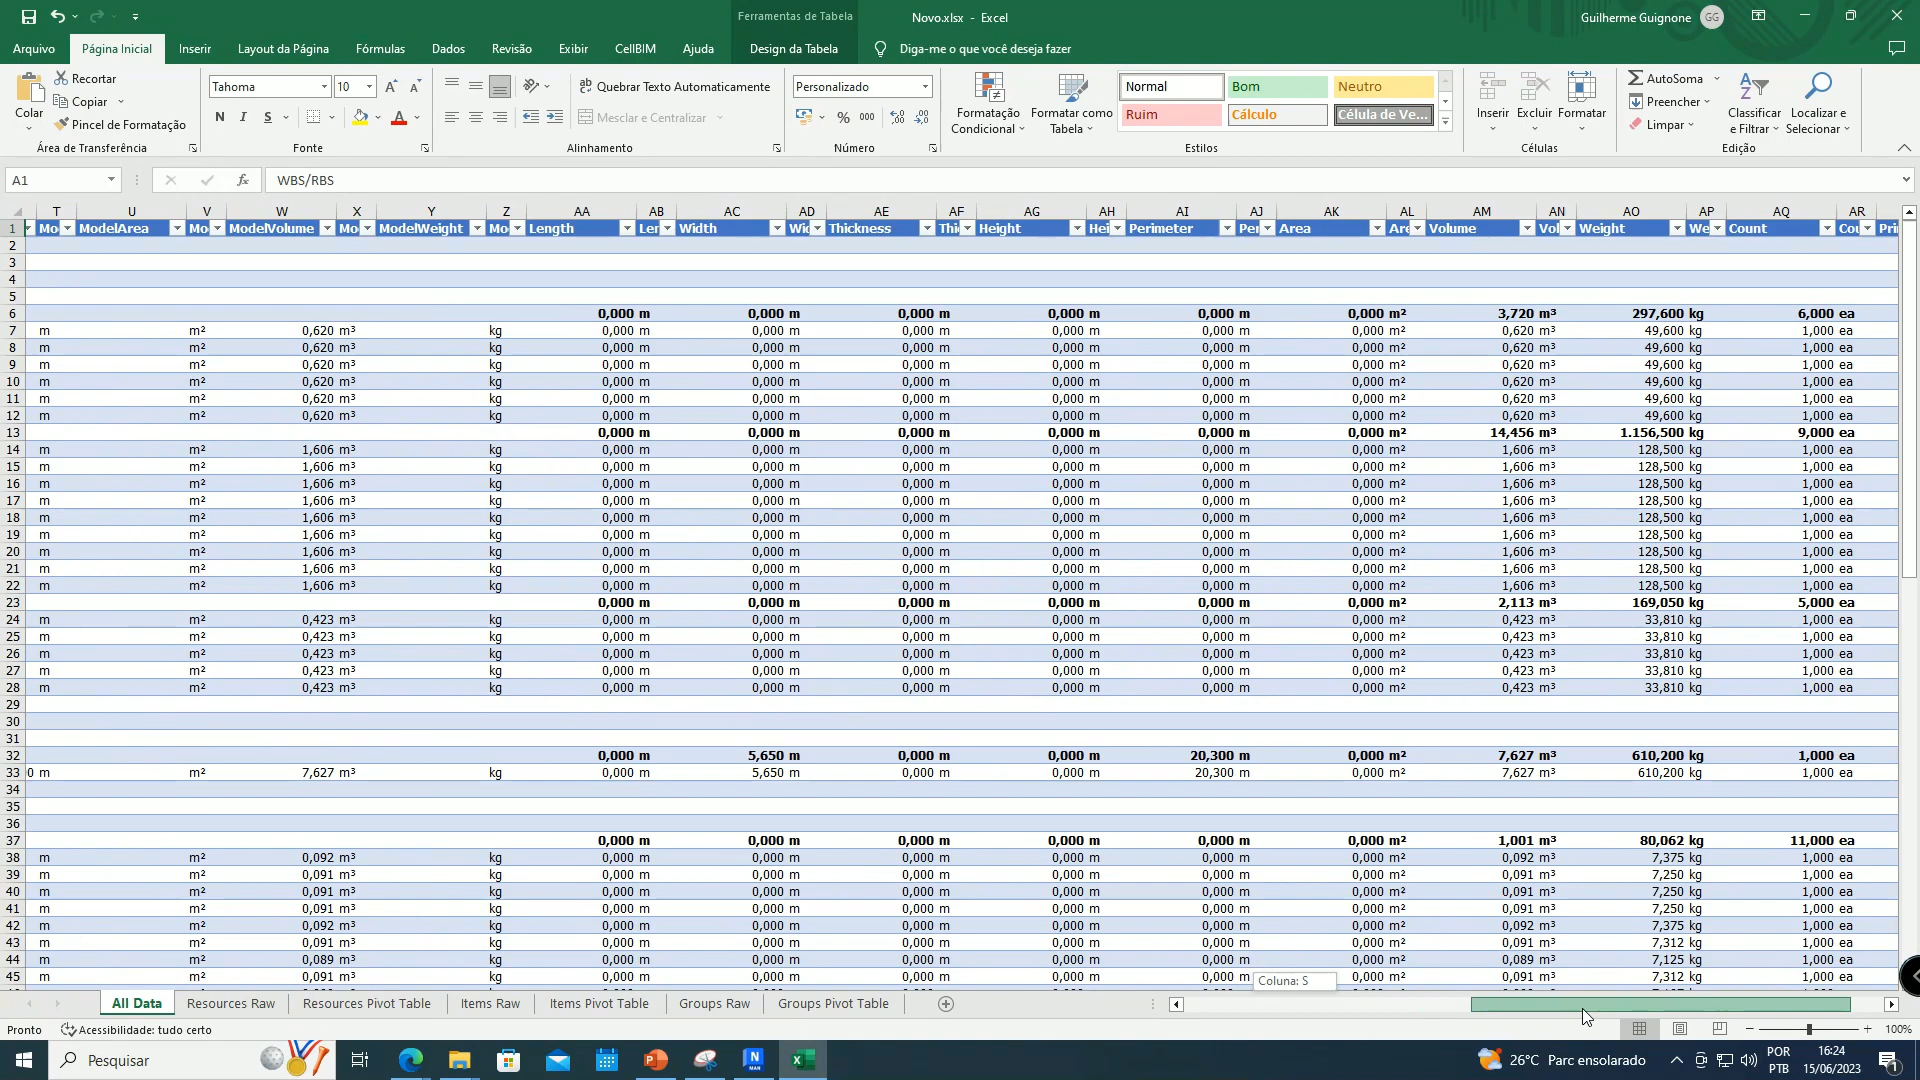 Ferramentas de Tabela
Novo.xlsx - Excel
Guilherme Guignone GG
Arquivo Página Inicial Inserir Layout da Página Fórmulas Dados Revisão Exibir CellBIM Ajuda Design da Tabela Diga-me o que você deseja fazer
Colar
Recortar
Copiar
Pincel de Formatação
Área de Transferência
Tahoma 10
N I S
Fonte
Quebrar Texto Automaticamente
Mesclar e Centralizar
Alinhamento
Personalizado
% 000
Número
Formatação Condicional
Formatar como Tabela
Normal Bom Neutro
Ruim Cálculo Célula de Ve...
Estilos
Inserir Excluir Formatar
Células
AutoSoma
Preencher
Limpar
Classificar e Filtrar
Localizar e Selecionar
Edição
A1 fx WBS/RBS
T U V W X Y Z AA AB AC AD AE AF AG AH AI AJ AK AL AM AN AO AP AQ AR
1 Mo ModelArea Mo ModelVolume Mo ModelWeight Mo Length Ler Width Wid Thickness Thi Height Hei Perimeter Per Area Are Volume Vol Weight We Count Cou Pri
2
3
4
5
6 0,000 m 0,000 m 0,000 m 0,000 m 0,000 m 0,000 m² 3,720 m³ 297,600 kg 6,000 ea
7 m m² 0,620 m³ kg 0,000 m 0,000 m 0,000 m 0,000 m 0,000 m 0,000 m² 0,620 m³ 49,600 kg 1,000 ea
8 m m² 0,620 m³ kg 0,000 m 0,000 m 0,000 m 0,000 m 0,000 m 0,000 m² 0,620 m³ 49,600 kg 1,000 ea
9 m m² 0,620 m³ kg 0,000 m 0,000 m 0,000 m 0,000 m 0,000 m 0,000 m² 0,620 m³ 49,600 kg 1,000 ea
10 m m² 0,620 m³ kg 0,000 m 0,000 m 0,000 m 0,000 m 0,000 m 0,000 m² 0,620 m³ 49,600 kg 1,000 ea
11 m m² 0,620 m³ kg 0,000 m 0,000 m 0,000 m 0,000 m 0,000 m 0,000 m² 0,620 m³ 49,600 kg 1,000 ea
12 m m² 0,620 m³ kg 0,000 m 0,000 m 0,000 m 0,000 m 0,000 m 0,000 m² 0,620 m³ 49,600 kg 1,000 ea
13 0,000 m 0,000 m 0,000 m 0,000 m 0,000 m 0,000 m² 14,456 m³ 1.156,500 kg 9,000 ea
14 m m² 1,606 m³ kg 0,000 m 0,000 m 0,000 m 0,000 m 0,000 m 0,000 m² 1,606 m³ 128,500 kg 1,000 ea
15 m m² 1,606 m³ kg 0,000 m 0,000 m 0,000 m 0,000 m 0,000 m 0,000 m² 1,606 m³ 128,500 kg 1,000 ea
16 m m² 1,606 m³ kg 0,000 m 0,000 m 0,000 m 0,000 m 0,000 m 0,000 m² 1,606 m³ 128,500 kg 1,000 ea
17 m m² 1,606 m³ kg 0,000 m 0,000 m 0,000 m 0,000 m 0,000 m 0,000 m² 1,606 m³ 128,500 kg 1,000 ea
18 m m² 1,606 m³ kg 0,000 m 0,000 m 0,000 m 0,000 m 0,000 m 0,000 m² 1,606 m³ 128,500 kg 1,000 ea
19 m m² 1,606 m³ kg 0,000 m 0,000 m 0,000 m 0,000 m 0,000 m 0,000 m² 1,606 m³ 128,500 kg 1,000 ea
20 m m² 1,606 m³ kg 0,000 m 0,000 m 0,000 m 0,000 m 0,000 m 0,000 m² 1,606 m³ 128,500 kg 1,000 ea
21 m m² 1,606 m³ kg 0,000 m 0,000 m 0,000 m 0,000 m 0,000 m 0,000 m² 1,606 m³ 128,500 kg 1,000 ea
22 m m² 1,606 m³ kg 0,000 m 0,000 m 0,000 m 0,000 m 0,000 m 0,000 m² 1,606 m³ 128,500 kg 1,000 ea
23 0,000 m 0,000 m 0,000 m 0,000 m 0,000 m 0,000 m² 2,113 m³ 169,050 kg 5,000 ea
24 m m² 0,423 m³ kg 0,000 m 0,000 m 0,000 m 0,000 m 0,000 m 0,000 m² 0,423 m³ 33,810 kg 1,000 ea
25 m m² 0,423 m³ kg 0,000 m 0,000 m 0,000 m 0,000 m 0,000 m 0,000 m² 0,423 m³ 33,810 kg 1,000 ea
26 m m² 0,423 m³ kg 0,000 m 0,000 m 0,000 m 0,000 m 0,000 m 0,000 m² 0,423 m³ 33,810 kg 1,000 ea
27 m m² 0,423 m³ kg 0,000 m 0,000 m 0,000 m 0,000 m 0,000 m 0,000 m² 0,423 m³ 33,810 kg 1,000 ea
28 m m² 0,423 m³ kg 0,000 m 0,000 m 0,000 m 0,000 m 0,000 m 0,000 m² 0,423 m³ 33,810 kg 1,000 ea
29
30
31
32 0,000 m 5,650 m 0,000 m 0,000 m 20,300 m 0,000 m² 7,627 m³ 610,200 kg 1,000 ea
33 0 m m² 7,627 m³ kg 0,000 m 5,650 m 0,000 m 0,000 m 20,300 m 0,000 m² 7,627 m³ 610,200 kg 1,000 ea
34
35
36
37 0,000 m 0,000 m 0,000 m 0,000 m 0,000 m 0,000 m² 1,001 m³ 80,062 kg 11,000 ea
38 m m² 0,092 m³ kg 0,000 m 0,000 m 0,000 m 0,000 m 0,000 m 0,000 m² 0,092 m³ 7,375 kg 1,000 ea
39 m m² 0,091 m³ kg 0,000 m 0,000 m 0,000 m 0,000 m 0,000 m 0,000 m² 0,091 m³ 7,250 kg 1,000 ea
40 m m² 0,091 m³ kg 0,000 m 0,000 m 0,000 m 0,000 m 0,000 m 0,000 m² 0,091 m³ 7,250 kg 1,000 ea
41 m m² 0,091 m³ kg 0,000 m 0,000 m 0,000 m 0,000 m 0,000 m 0,000 m² 0,091 m³ 7,250 kg 1,000 ea
42 m m² 0,092 m³ kg 0,000 m 0,000 m 0,000 m 0,000 m 0,000 m 0,000 m² 0,092 m³ 7,375 kg 1,000 ea
43 m m² 0,091 m³ kg 0,000 m 0,000 m 0,000 m 0,000 m 0,000 m 0,000 m² 0,091 m³ 7,312 kg 1,000 ea
44 m m² 0,089 m³ kg 0,000 m 0,000 m 0,000 m 0,000 m 0,000 m 0,000 m² 0,089 m³ 7,125 kg 1,000 ea
45 m m² 0,091 m³ kg 0,000 m 0,000 m 0,000 m 0,000 m 0,000 m 0,000 m² 0,091 m³ 7,312 kg 1,000 ea
Coluna: S
All Data Resources Raw Resources Pivot Table Items Raw Items Pivot Table Groups Raw Groups Pivot Table
Pronto Acessibilidade: tudo certo 100%
Pesquisar
26°C Parc ensolarado
POR
PTB
16:24
15/06/2023
1